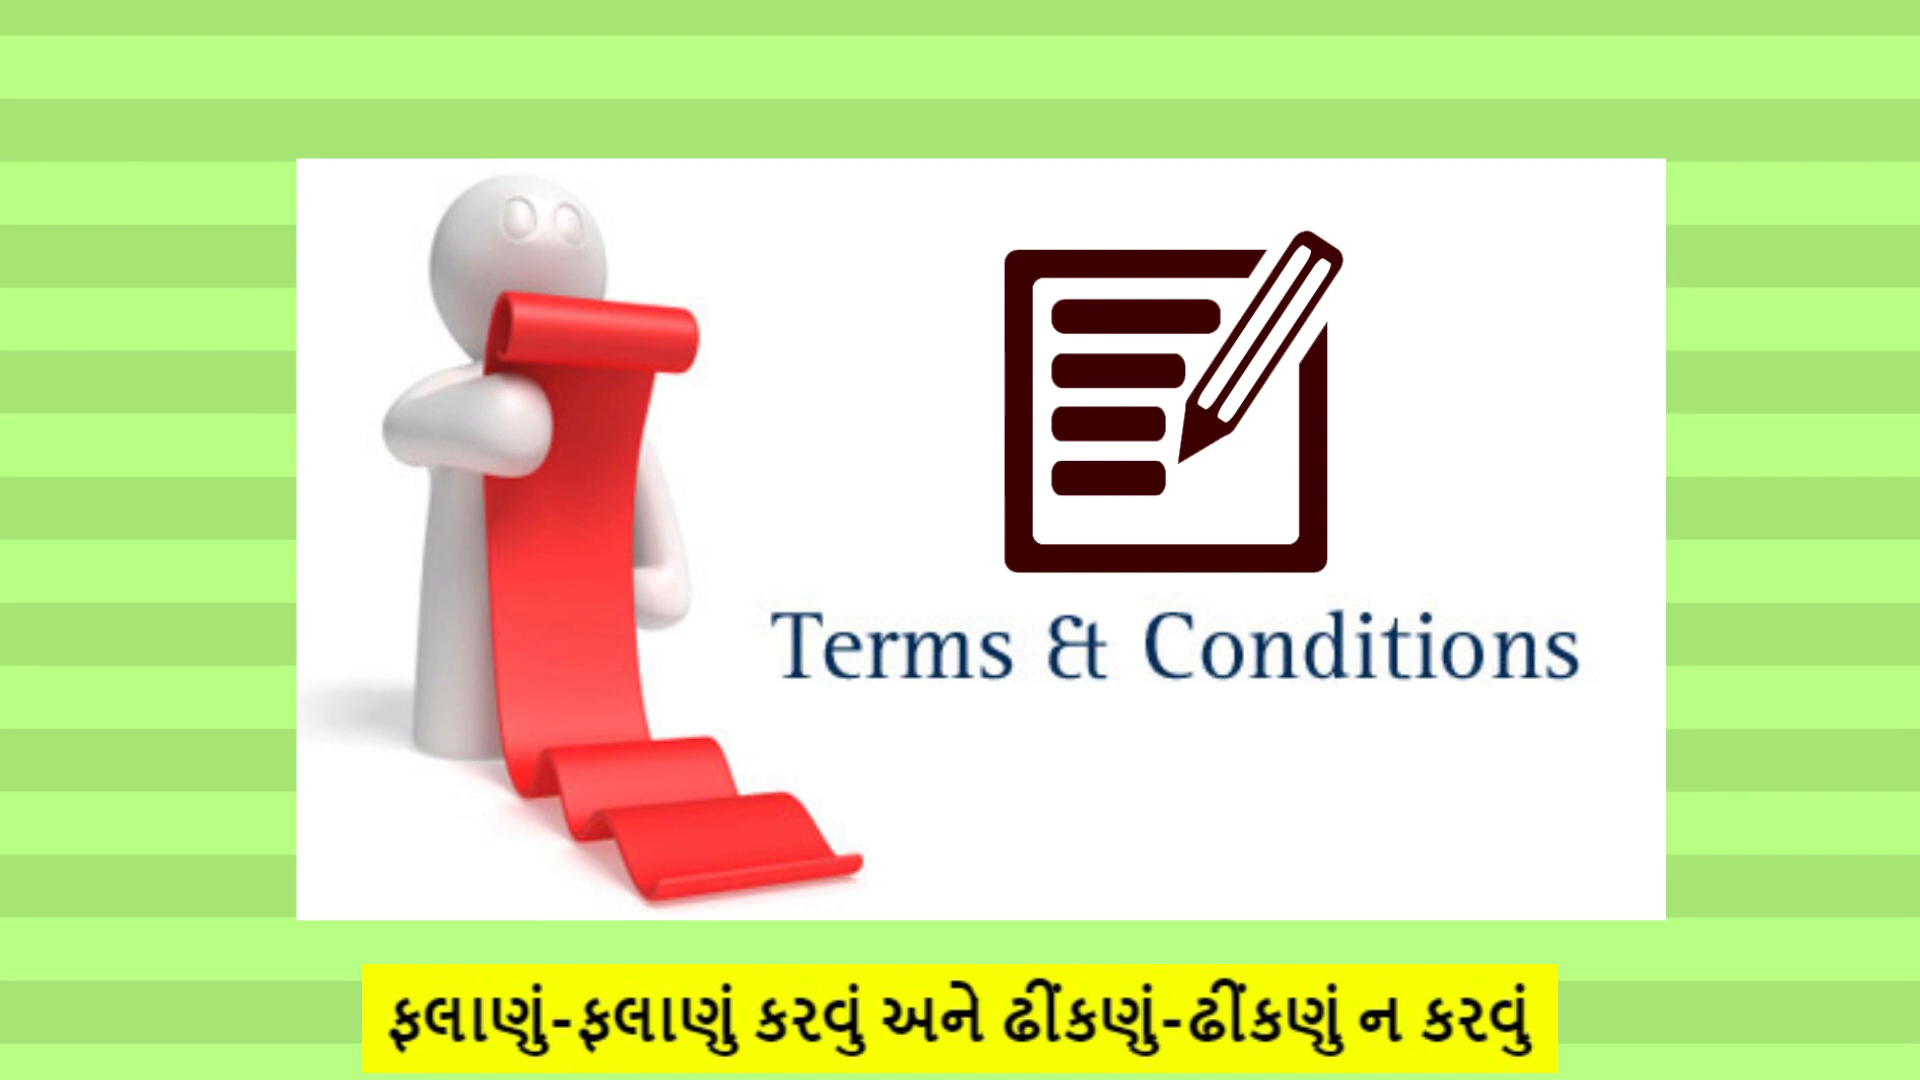 Terms & Conditions
ફલાણું-ફલાણું કરવું અને ઢીંકણું-ઢીંકણું ન કરવું